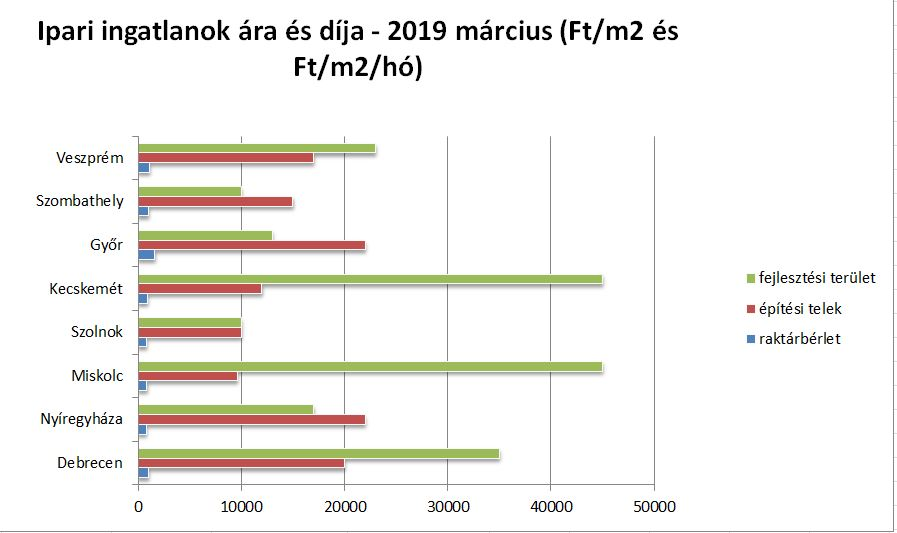 Ipari ingatlanok ára és díja - 2019 március (Ft/m2 és
Ft/m2/hó)
Veszprém
Szombathely
Győr
Kecskemét
Szolnok
Miskolc
Nyíregyháza
Debrecen
0 10000 20000 30000 40000 50000
fejlesztési terület
építési telek
raktárbérlet